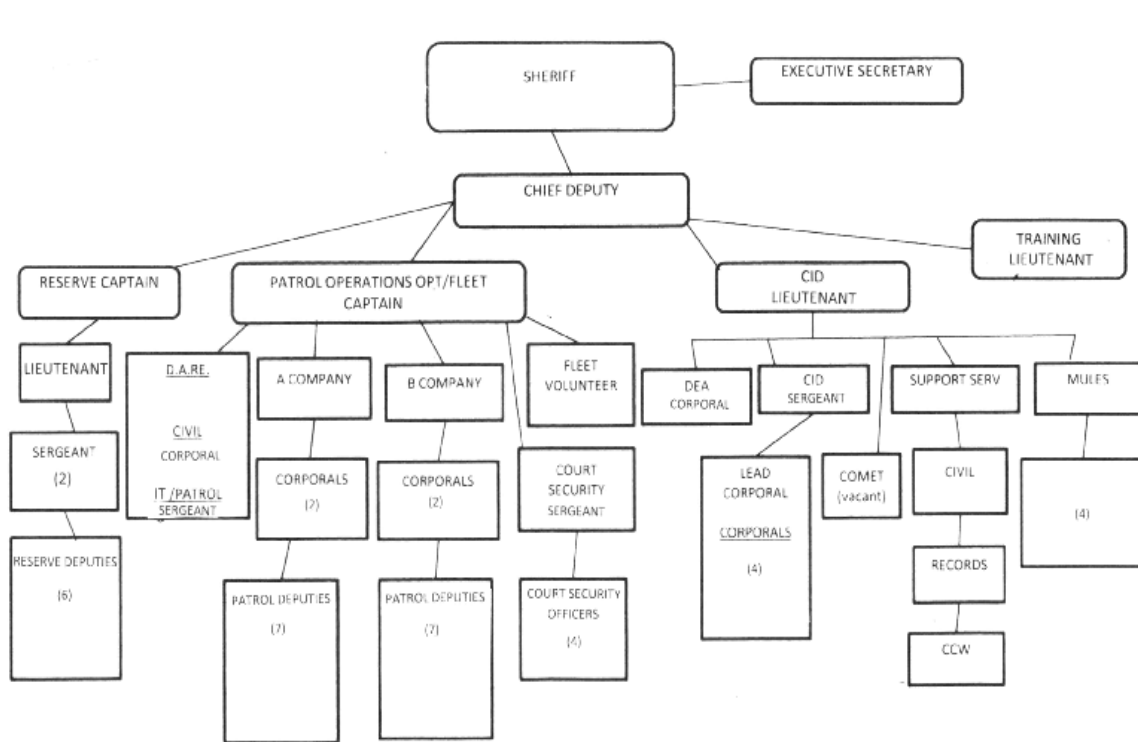 SHERIFF
EXECUTIVE SECRETARY
CHIEF DEPUTY
TRAINING
LIEUTENANT
RESERVE CAPTAIN
PATROL OPERATIONS OPT/FLEET
CAPTAIN
CID
LIEUTENANT
LIEUTENANT
D.A.RE.
CIVIL
CORPORAL
IT /PATROL
SERGEANT
A COMPANY
B COMPANY
FLEET
VOLUNTEER
DEA
CORPORAL
CID
SERGEANT
SUPPORT SERV
MULES
SERGEANT
(2)
CORPORALS
(2)
CORPORALS
(2)
COURT
SECURITY
SERGEANT
LEAD
CORPORAL
CORPORALS
(4)
COMET
(vacant)
CIVIL
(4)
RESERVE DEPUTIES
(6)
PATROL DEPUTIES
(7)
PATROL DEPUTIES
(7)
COURT SECURITY
OFFICERS
(4)
RECORDS
CCW